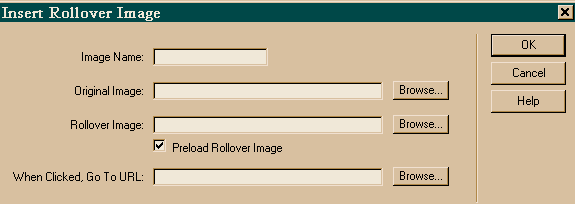 Insert Rollover Image
Image Name:
OK
Original Image:
Browse...
Cancel
Help
Rollover Image:
Browse...
Preload Rollover Image
When Clicked, Go To URL:
Browse...